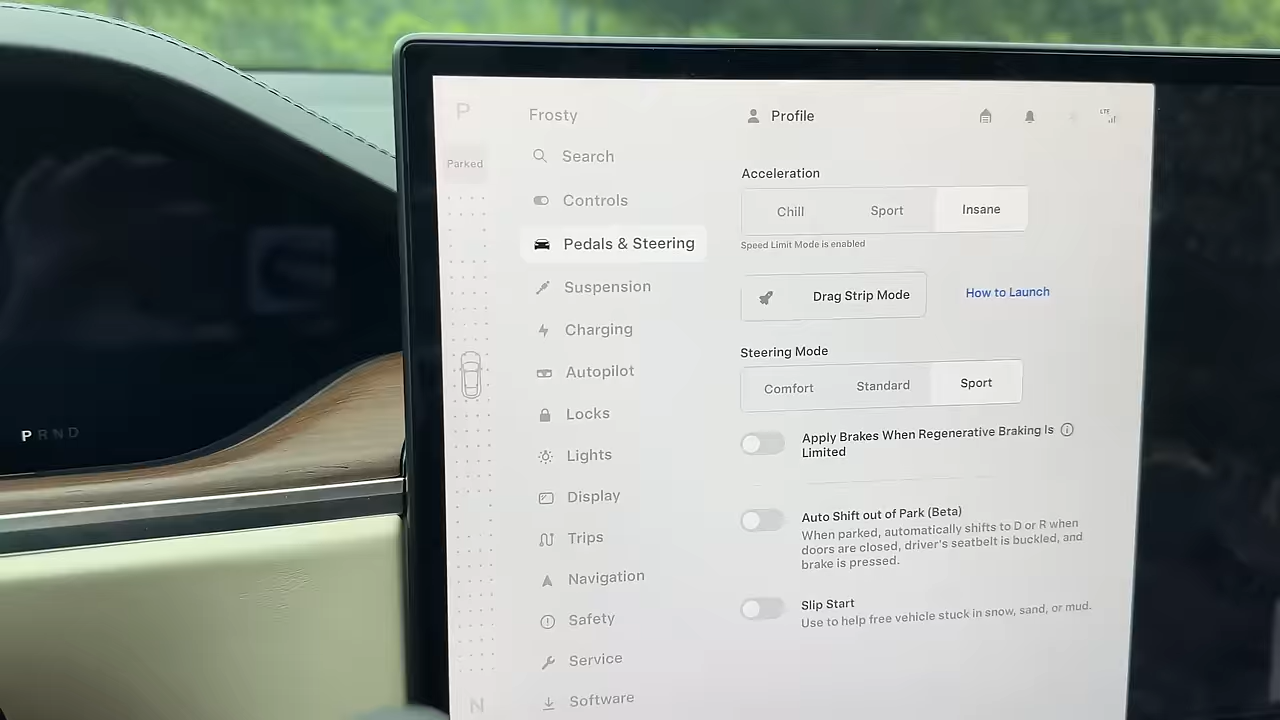 P
Parked
N
P R N D
Frosty
Search
Controls
Pedals & Steering
Suspension
Charging
Autopilot
Locks
Lights
Display
Trips
Navigation
Safety
Service
Software
Profile
LTE
Acceleration
Chill Sport Insane
Speed Limit Mode is enabled
Drag Strip Mode How to Launch
Steering Mode
Comfort Standard Sport
Apply Brakes When Regenerative Braking Is
Limited
Auto Shift out of Park (Beta)
When parked, automatically shifts to D or R when
doors are closed, driver's seatbelt is buckled, and
brake is pressed.
Slip Start
Use to help free vehicle stuck in snow, sand, or mud.